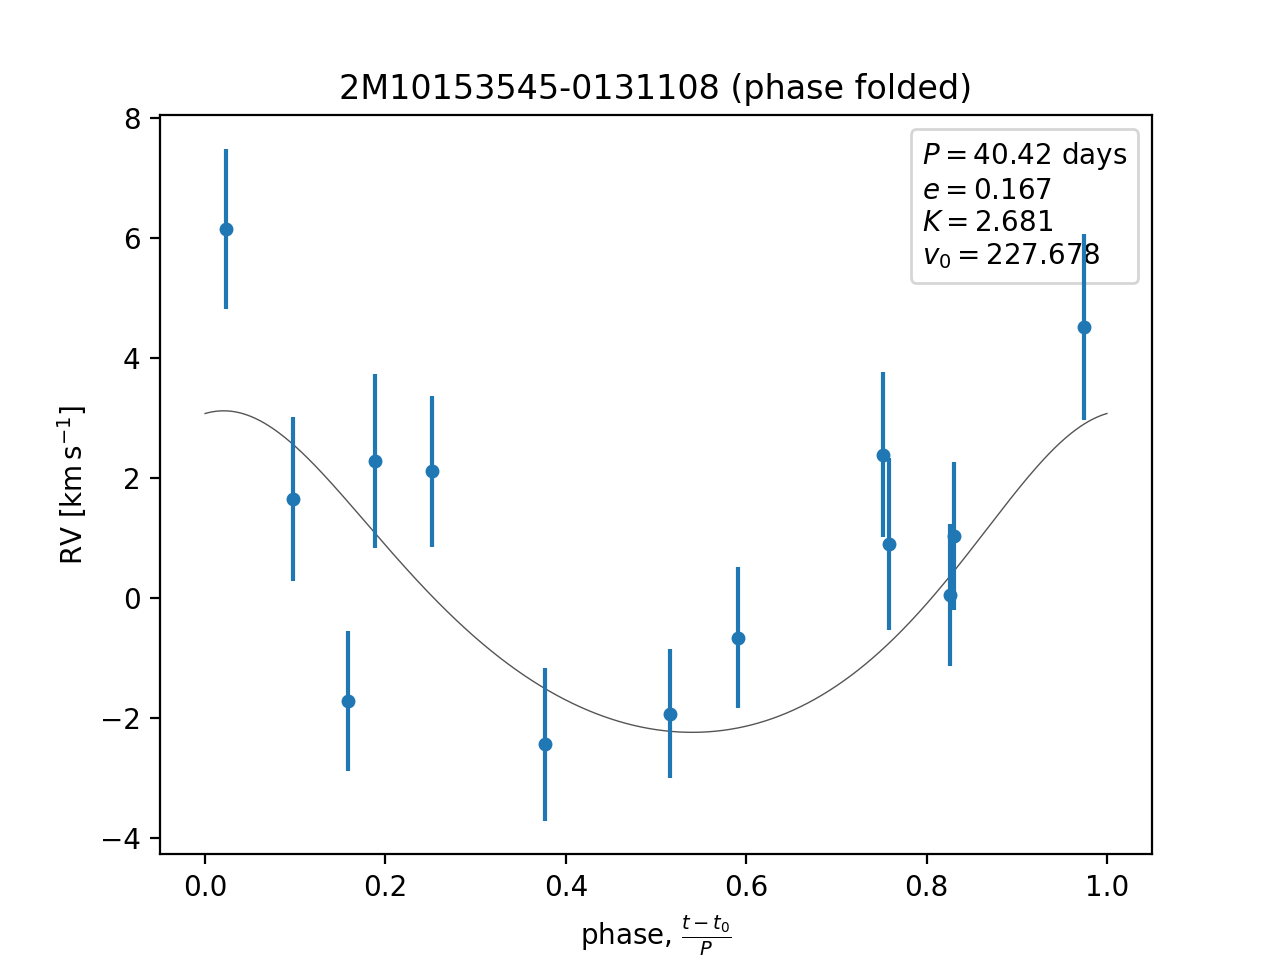 2M10153545-0131108 (phase folded)
P = 40.42 days
e = 0.167
K = 2.681
v₀ = 227.678
8
6
4
2
0
−2
−4
RV [km s⁻¹]
0.0 0.2 0.4 0.6 0.8 1.0
phase, (t − t₀)/P